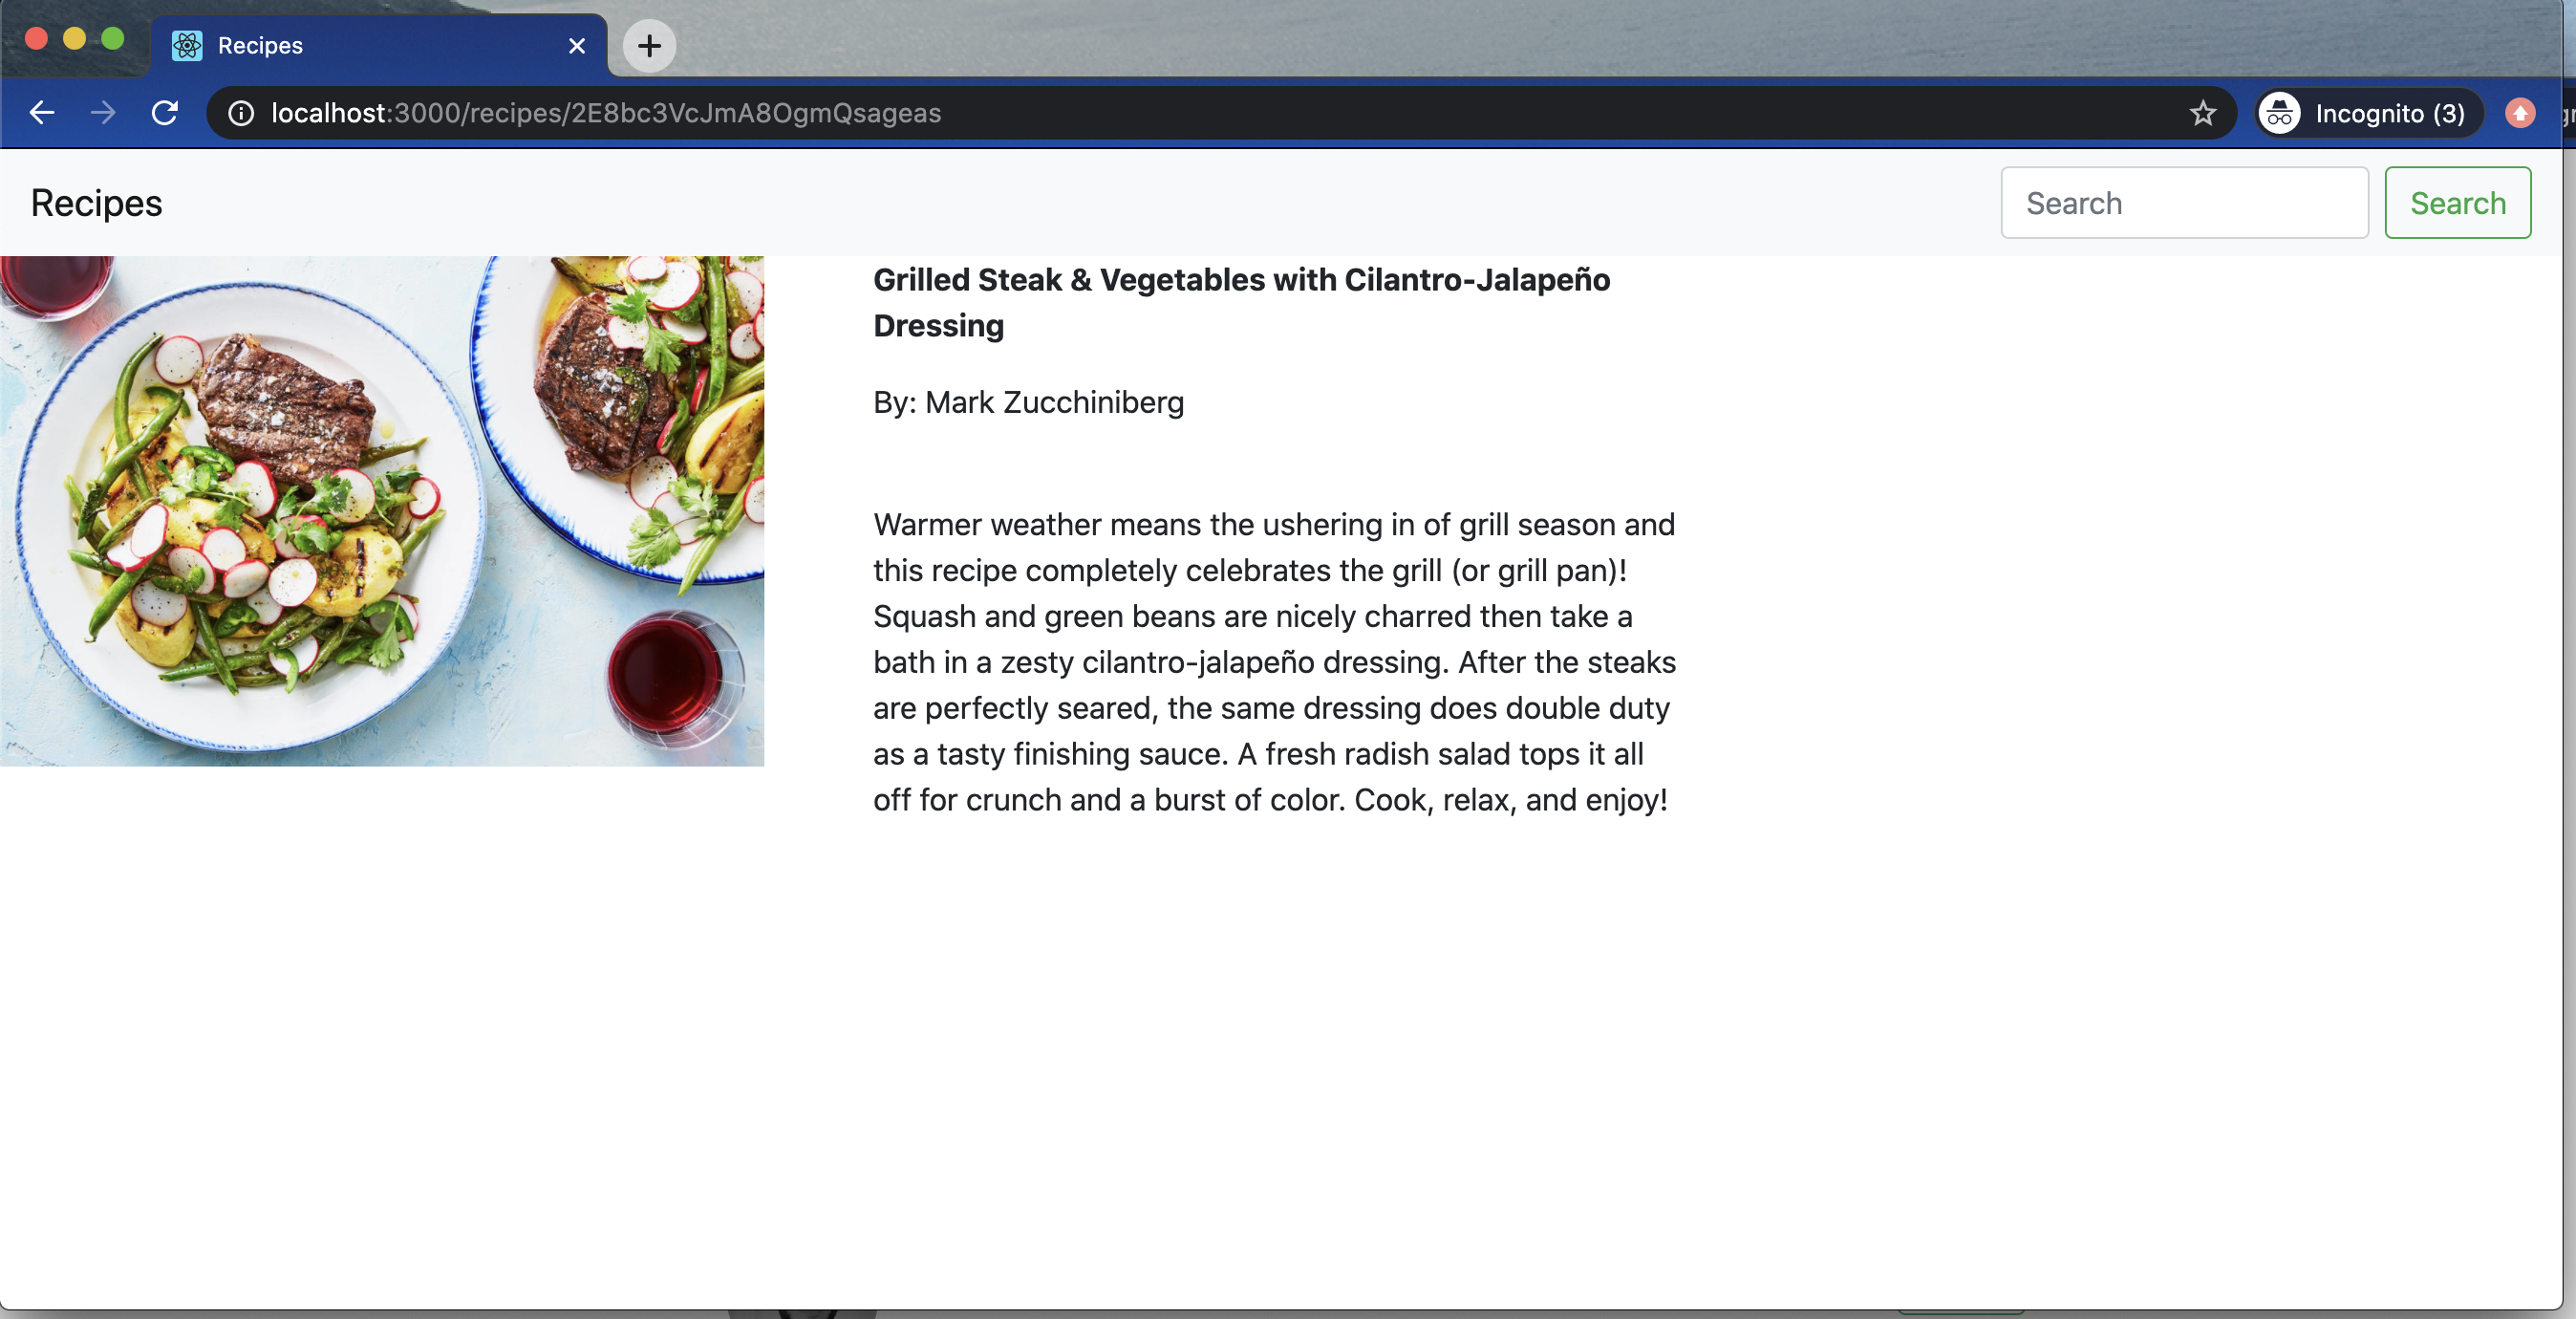 Recipes
localhost:3000/recipes/2E8bc3VcJmA8OgmQsageas
Incognito (3)
Recipes
Search
Search
Grilled Steak & Vegetables with Cilantro-Jalapeño
Dressing
By: Mark Zucchiniberg
Warmer weather means the ushering in of grill season and
this recipe completely celebrates the grill (or grill pan)!
Squash and green beans are nicely charred then take a
bath in a zesty cilantro-jalapeño dressing. After the steaks
are perfectly seared, the same dressing does double duty
as a tasty finishing sauce. A fresh radish salad tops it all
off for crunch and a burst of color. Cook, relax, and enjoy!